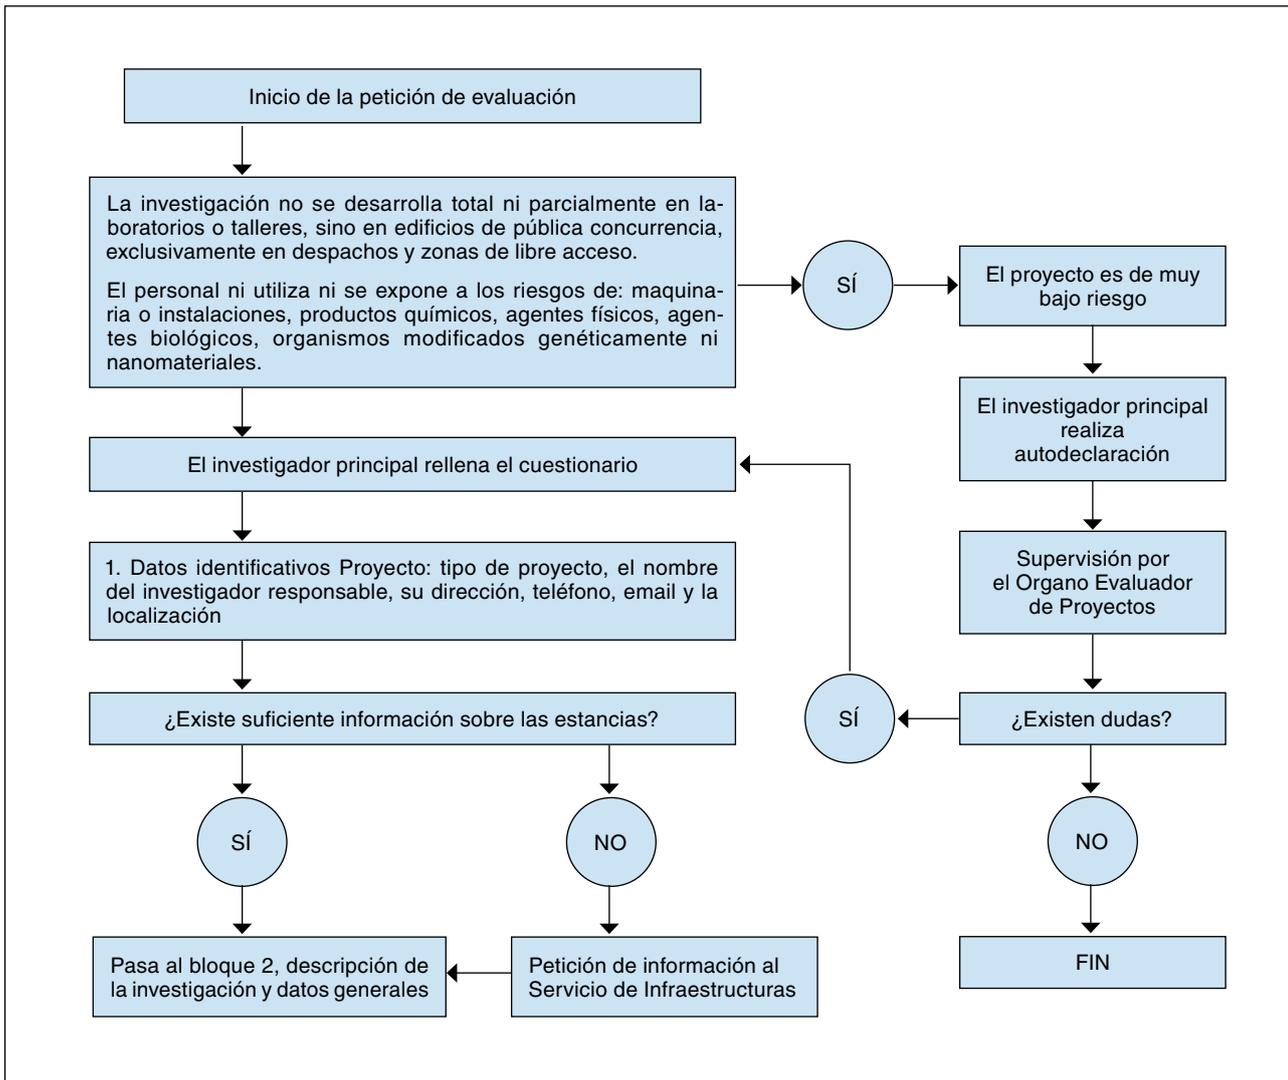 Inicio de la petición de evaluación
La investigación no se desarrolla total ni parcialmente en la-
boratorios o talleres, sino en edificios de pública concurrencia,
exclusivamente en despachos y zonas de libre acceso.
El personal ni utiliza ni se expone a los riesgos de: maquina-
ria o instalaciones, productos químicos, agentes físicos, agen-
tes biológicos, organismos modificados genéticamente ni
nanomateriales.
SÍ
El proyecto es de muy
bajo riesgo
El investigador principal
realiza
autodeclaración
El investigador principal rellena el cuestionario
1. Datos identificativos Proyecto: tipo de proyecto, el nombre
del investigador responsable, su dirección, teléfono, email y la
localización
Supervisión por
el Organo Evaluador
de Proyectos
¿Existe suficiente información sobre las estancias?
SÍ
¿Existen dudas?
SÍ
NO
NO
Pasa al bloque 2, descripción de
la investigación y datos generales
Petición de información al
Servicio de Infraestructuras
FIN